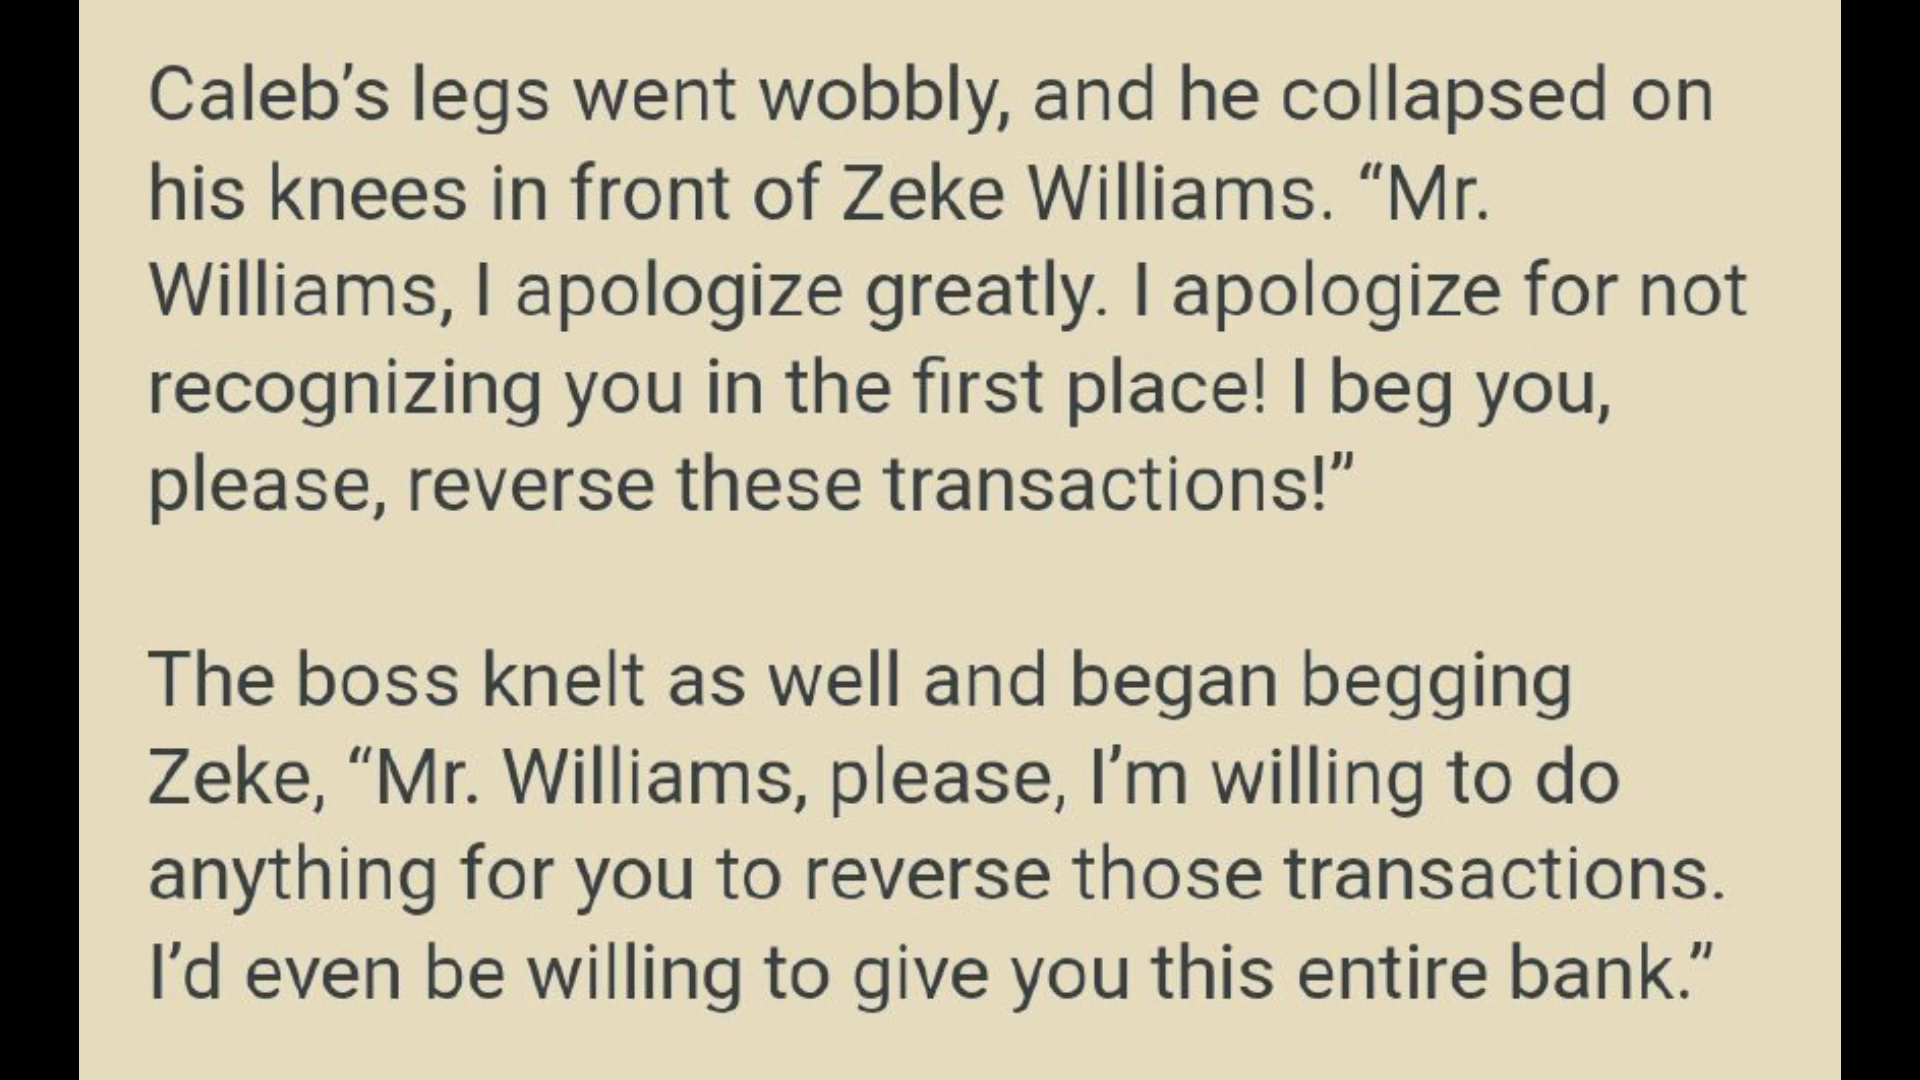 Caleb’s legs went wobbly, and he collapsed on
his knees in front of Zeke Williams. “Mr.
Williams, I apologize greatly. I apologize for not
recognizing you in the first place! I beg you,
please, reverse these transactions!”
The boss knelt as well and began begging
Zeke, “Mr. Williams, please, I’m willing to do
anything for you to reverse those transactions.
I’d even be willing to give you this entire bank.”